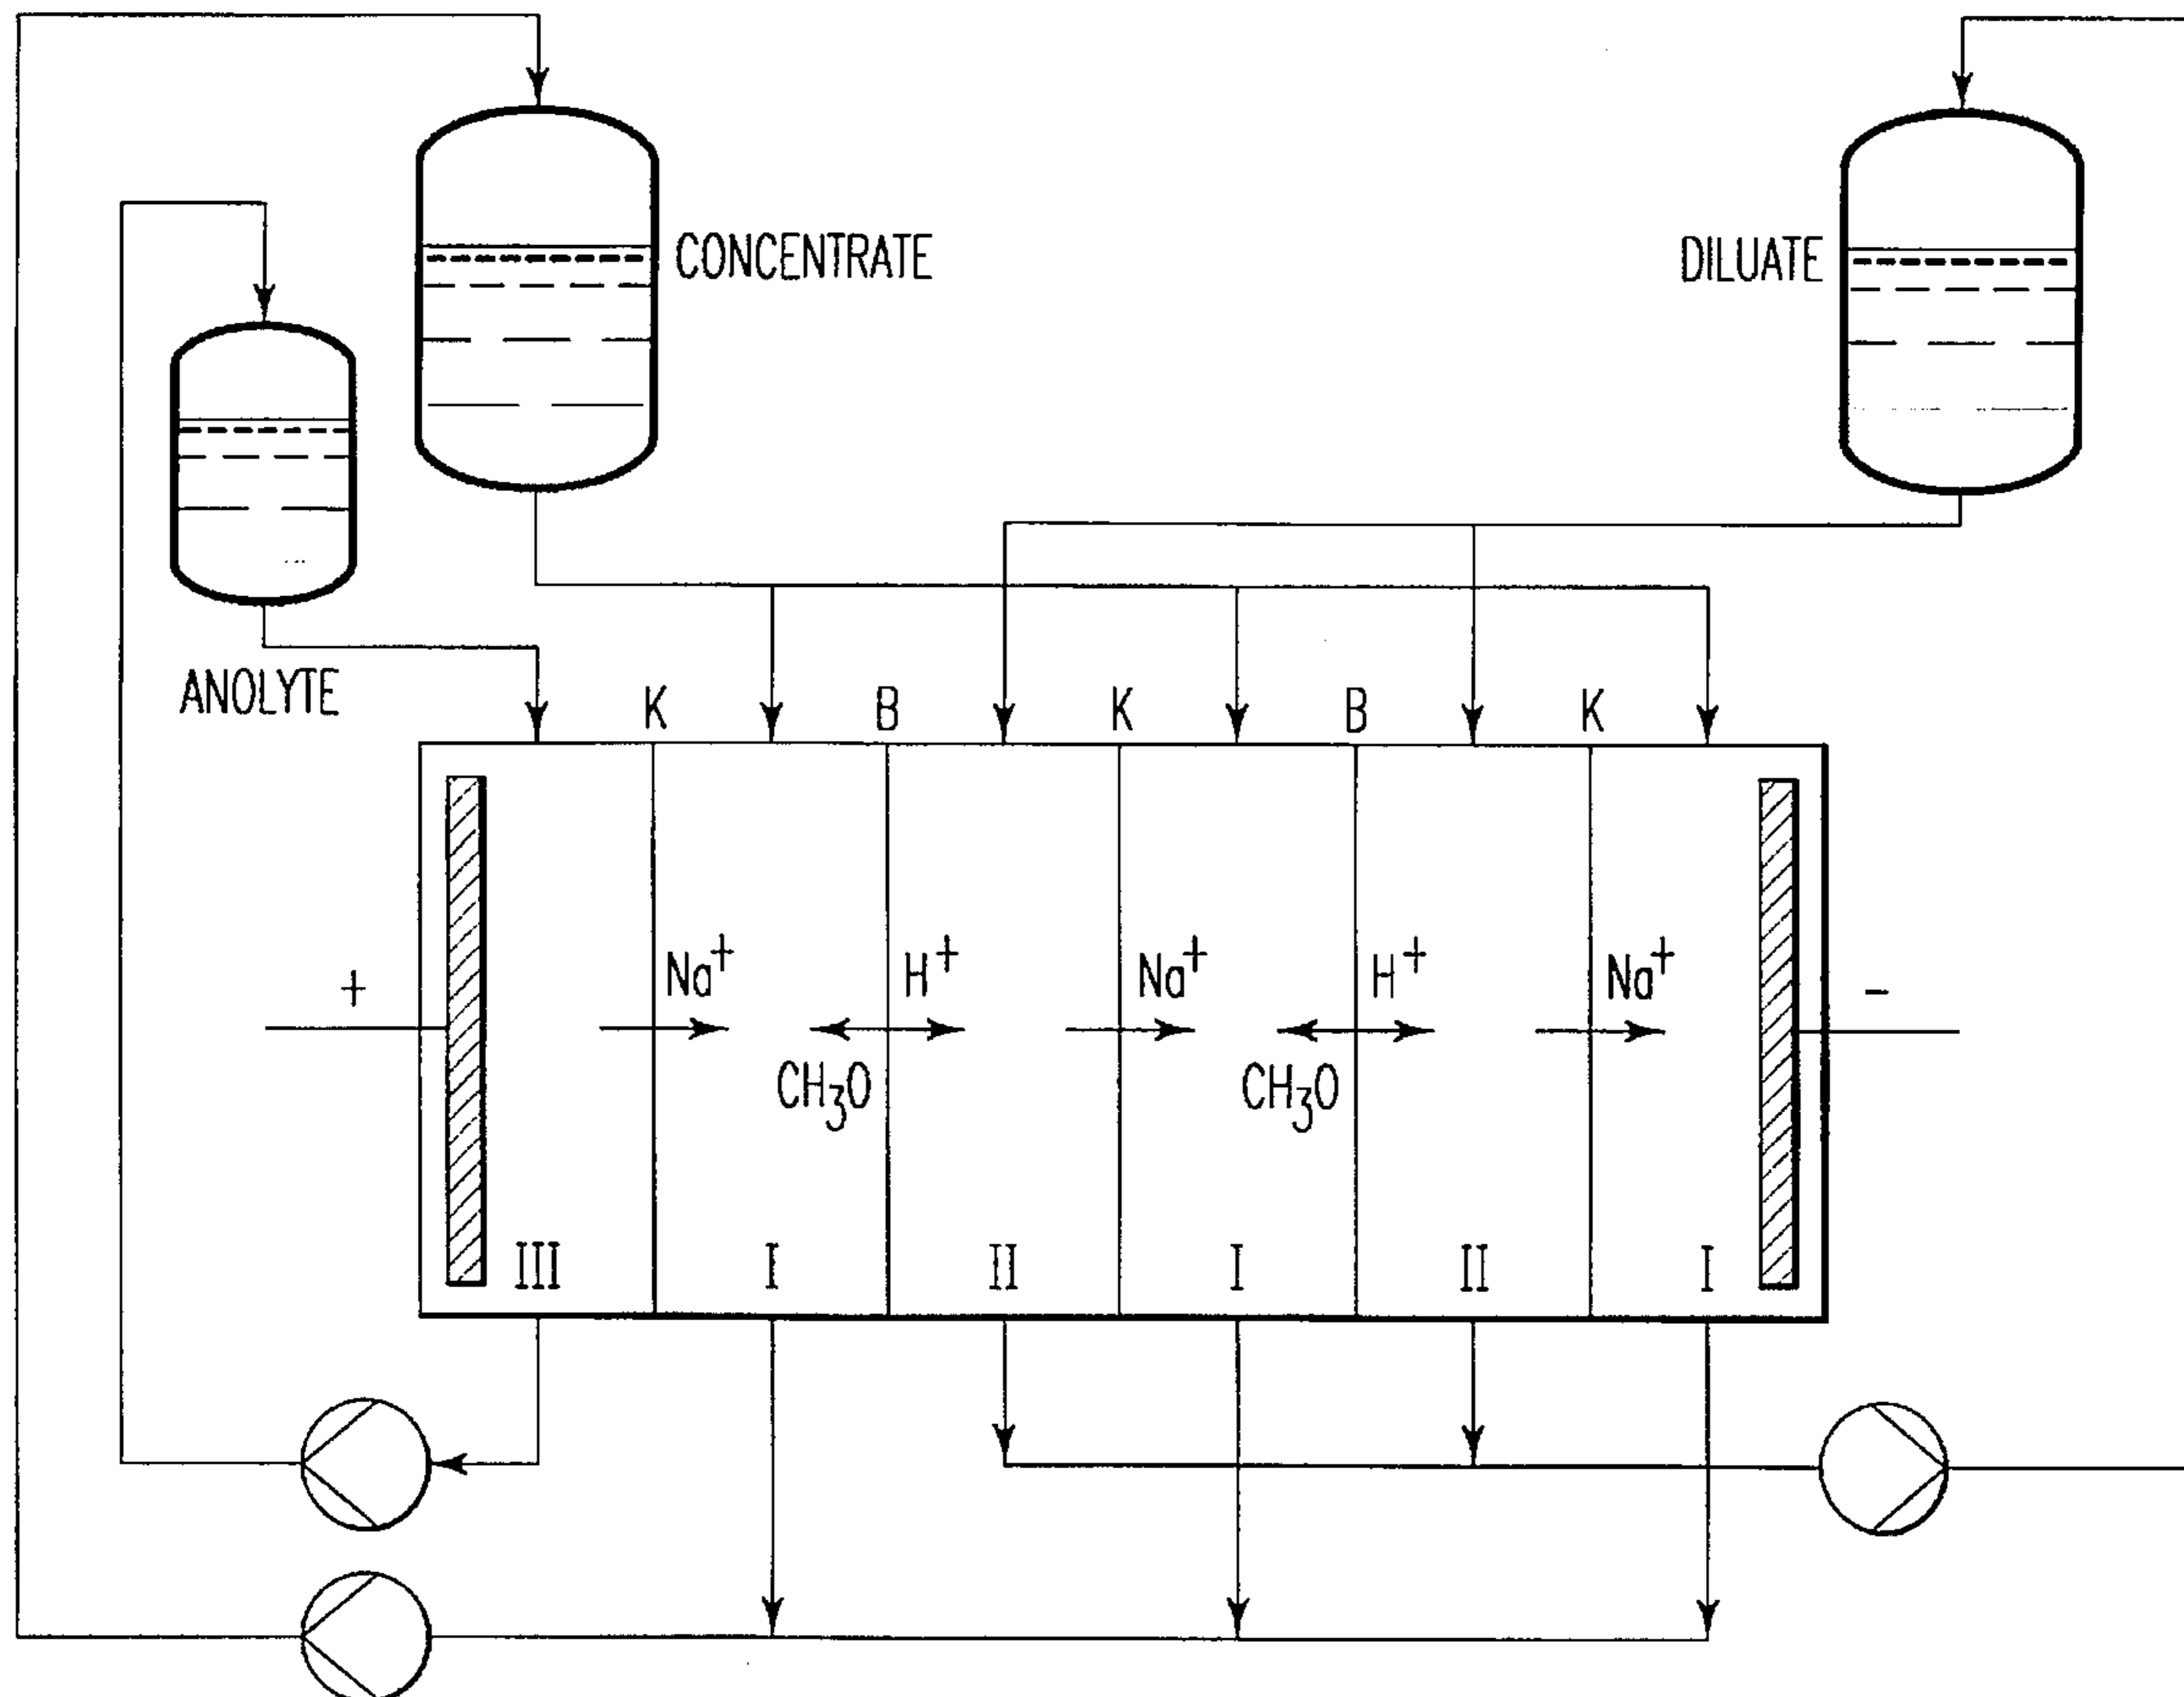 CONCENTRATE
DILUATE
ANOLYTE
K B K B K
+ Na+ H+ Na+ H+ Na+ −
CH3O CH3O
III I II I II I